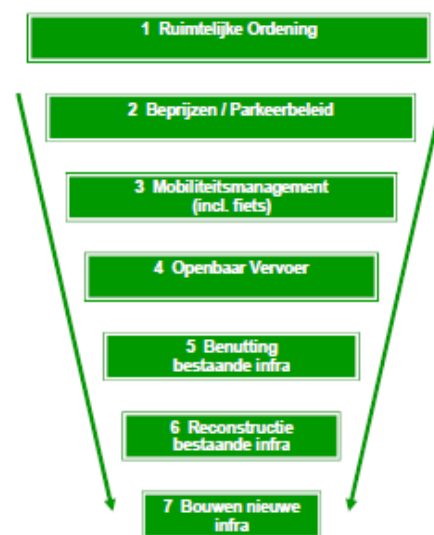 1 Ruimtelijke Ordening
2 Beprijzen / Parkeerbeleid
3 Mobiliteitsmanagement
(incl. fiets)
4 Openbaar Vervoer
5 Benutting
bestaande infra
6 Reconstructie
bestaande infra
7 Bouwen nieuwe
infra